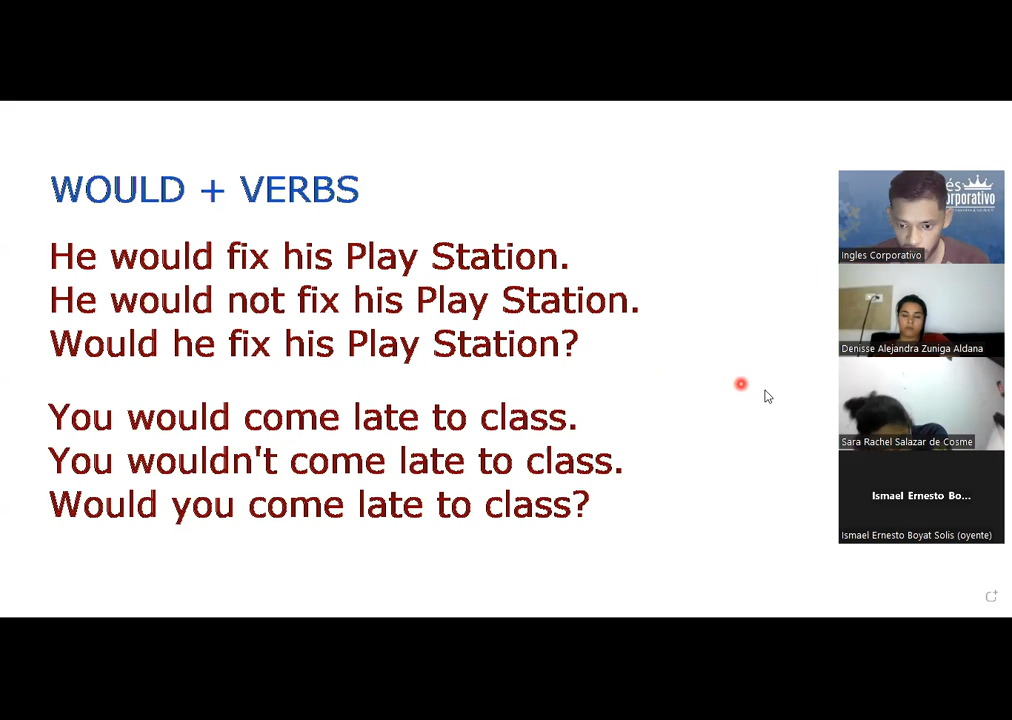 WOULD + VERBS
He would fix his Play Station.
He would not fix his Play Station.
Would he fix his Play Station?
You would come late to class.
You wouldn't come late to class.
Would you come late to class?
és
orporativo
Ingles Corporativo
Denisse Alejandra Zuniga Aldana
Sara Rachel Salazar de Cosme
Ismael Ernesto Bo...
Ismael Ernesto Boyat Solis (oyente)